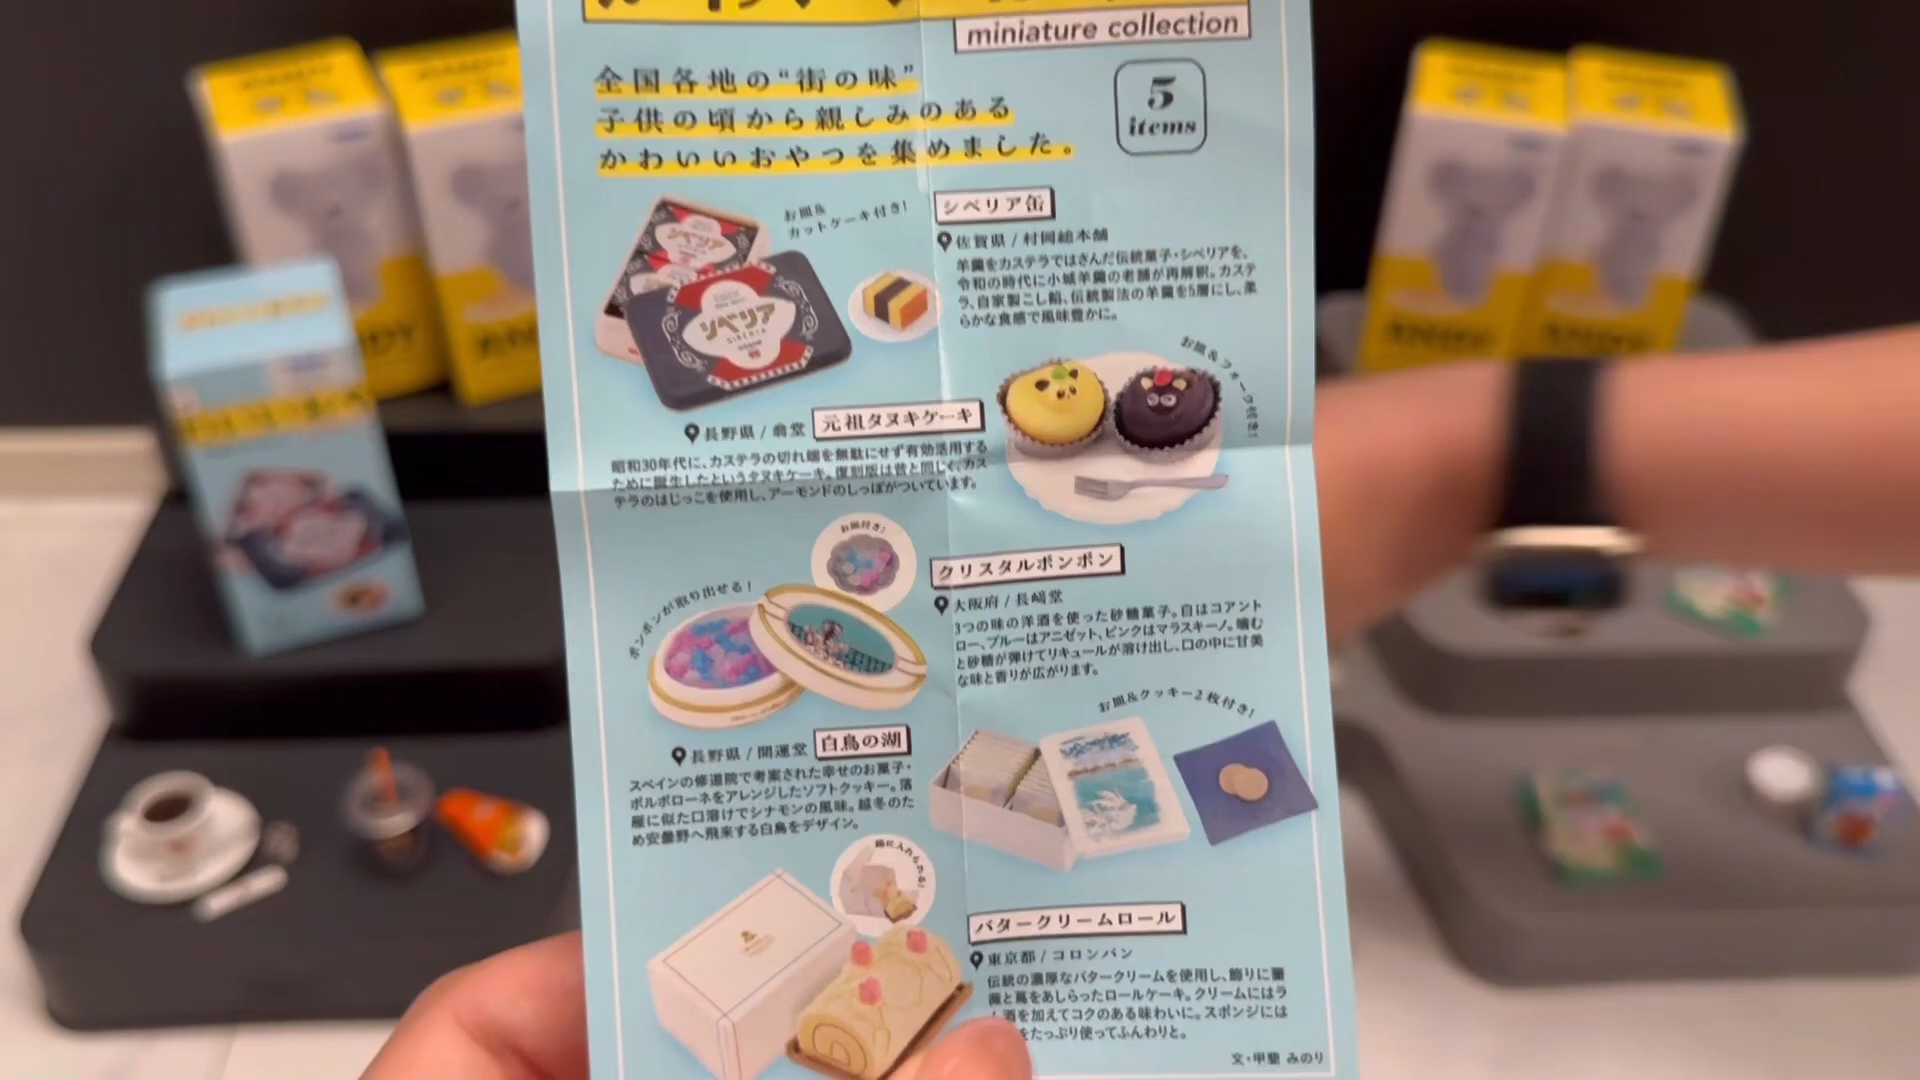 miniature collection
全国各地の“街の味”
子供の頃から親しみのある
かわいいおやつを集めました。
5
items
お皿&
カットケーキ付き!
シベリア
SIBERIA
シベリア缶
佐賀県 / 村岡総本舗
羊羹をカステラではさんだ伝統菓子・シベリアを、
令和の時代に小城羊羹の老舗が再解釈。カステ
ラ、自家製こし餡、伝統製法の羊羹を5層にし、柔
らかな食感で風味豊かに。
お皿&フォーク付き!
元祖タヌキケーキ
長野県 / 翁堂
昭和30年代に、カステラの切れ端を無駄にせず有効活用する
ために誕生したというタヌキケーキ。復刻版は昔と同じく、カス
テラのはじっこを使用し、アーモンドのしっぽがついています。
お皿付き!
ボンボンが取り出せる!
クリスタルボンボン
大阪府 / 長﨑堂
3つの味の洋酒を使った砂糖菓子。白はコアント
ロー、ブルーはアニゼット、ピンクはマラスキーノ。噛む
と砂糖が弾けてリキュールが溶け出し、口の中に甘美
な味と香りが広がります。
お皿&クッキー2枚付き!
白鳥の湖
長野県 / 開運堂
スペインの修道院で考案された幸せのお菓子・
ポルボローネをアレンジしたソフトクッキー。落
雁に似た口溶けでシナモンの風味。越冬のた
め安曇野へ飛来する白鳥をデザイン。
箱に入れられる!
バタークリームロール
東京都 / コロンバン
伝統の濃厚なバタークリームを使用し、飾りに薔
薇と蔦をあしらったロールケーキ。クリームにはラ
酒を加えてコクのある味わいに。スポンジには
をたっぷり使ってふんわりと。
文・甲斐 みのり